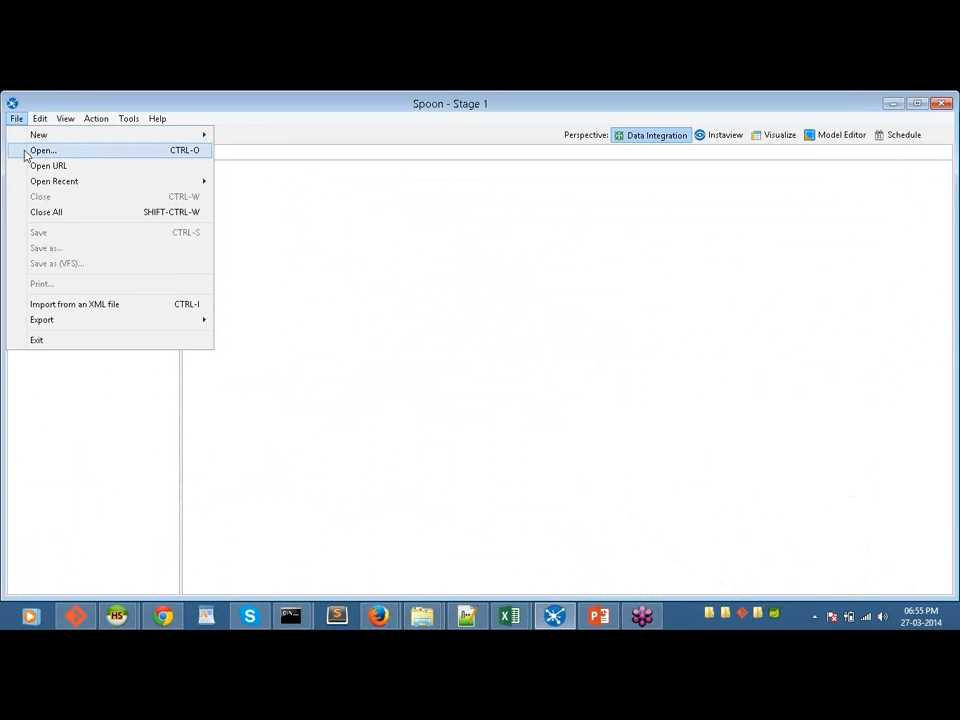 Spoon - Stage 1
File Edit View Action Tools Help
Perspective: Data Integration Instaview Visualize Model Editor Schedule
New
Open... CTRL-O
Open URL
Open Recent
Close CTRL-W
Close All SHIFT-CTRL-W
Save CTRL-S
Save as...
Save as (VFS)...
Print...
Import from an XML file CTRL-I
Export
Exit
HS
S
S
P
06:55 PM
27-03-2014